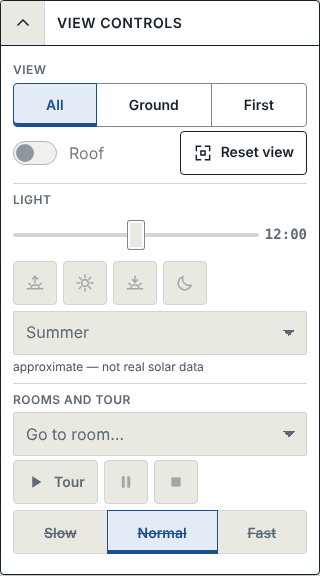 VIEW CONTROLS
VIEW
All Ground First
Roof Reset view
LIGHT
12:00
Summer
approximate — not real solar data
ROOMS AND TOUR
Go to room...
Tour
Slow Normal Fast